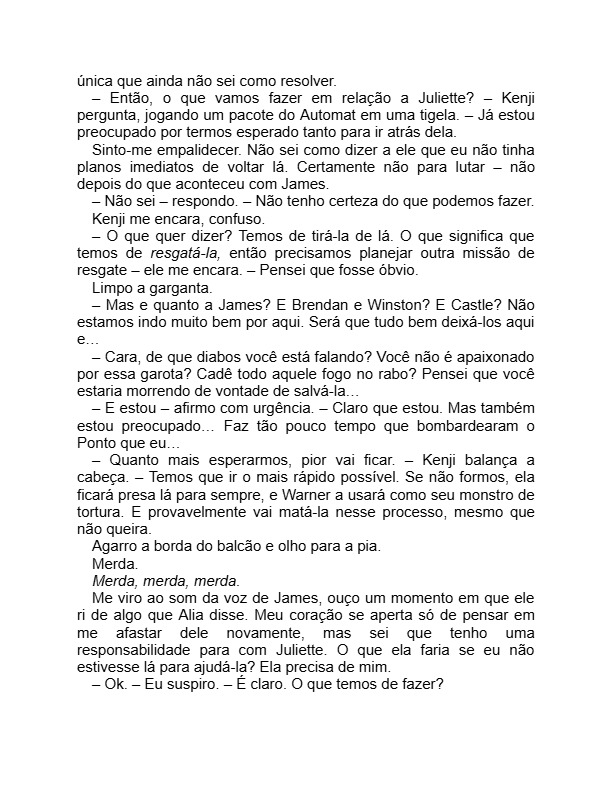 única que ainda não sei como resolver.
– Então, o que vamos fazer em relação a Juliette? – Kenji
pergunta, jogando um pacote do Automat em uma tigela. – Já estou
preocupado por termos esperado tanto para ir atrás dela.
Sinto-me empalidecer. Não sei como dizer a ele que eu não tinha
planos imediatos de voltar lá. Certamente não para lutar – não
depois do que aconteceu com James.
– Não sei – respondo. – Não tenho certeza do que podemos fazer.
Kenji me encara, confuso.
– O que quer dizer? Temos de tirá-la de lá. O que significa que
temos de resgatá-la, então precisamos planejar outra missão de
resgate – ele me encara. – Pensei que fosse óbvio.
Limpo a garganta.
– Mas e quanto a James? E Brendan e Winston? E Castle? Não
estamos indo muito bem por aqui. Será que tudo bem deixá-los aqui
e…
– Cara, de que diabos você está falando? Você não é apaixonado
por essa garota? Cadê todo aquele fogo no rabo? Pensei que você
estaria morrendo de vontade de salvá-la…
– E estou – afirmo com urgência. – Claro que estou. Mas também
estou preocupado… Faz tão pouco tempo que bombardearam o
Ponto que eu…
– Quanto mais esperarmos, pior vai ficar. – Kenji balança a
cabeça. – Temos que ir o mais rápido possível. Se não formos, ela
ficará presa lá para sempre, e Warner a usará como seu monstro de
tortura. E provavelmente vai matá-la nesse processo, mesmo que
não queira.
Agarro a borda do balcão e olho para a pia.
Merda.
Merda, merda, merda.
Me viro ao som da voz de James, ouço um momento em que ele
ri de algo que Alia disse. Meu coração se aperta só de pensar em
me afastar dele novamente, mas sei que tenho uma
responsabilidade para com Juliette. O que ela faria se eu não
estivesse lá para ajudá-la? Ela precisa de mim.
– Ok. – Eu suspiro. – É claro. O que temos de fazer?